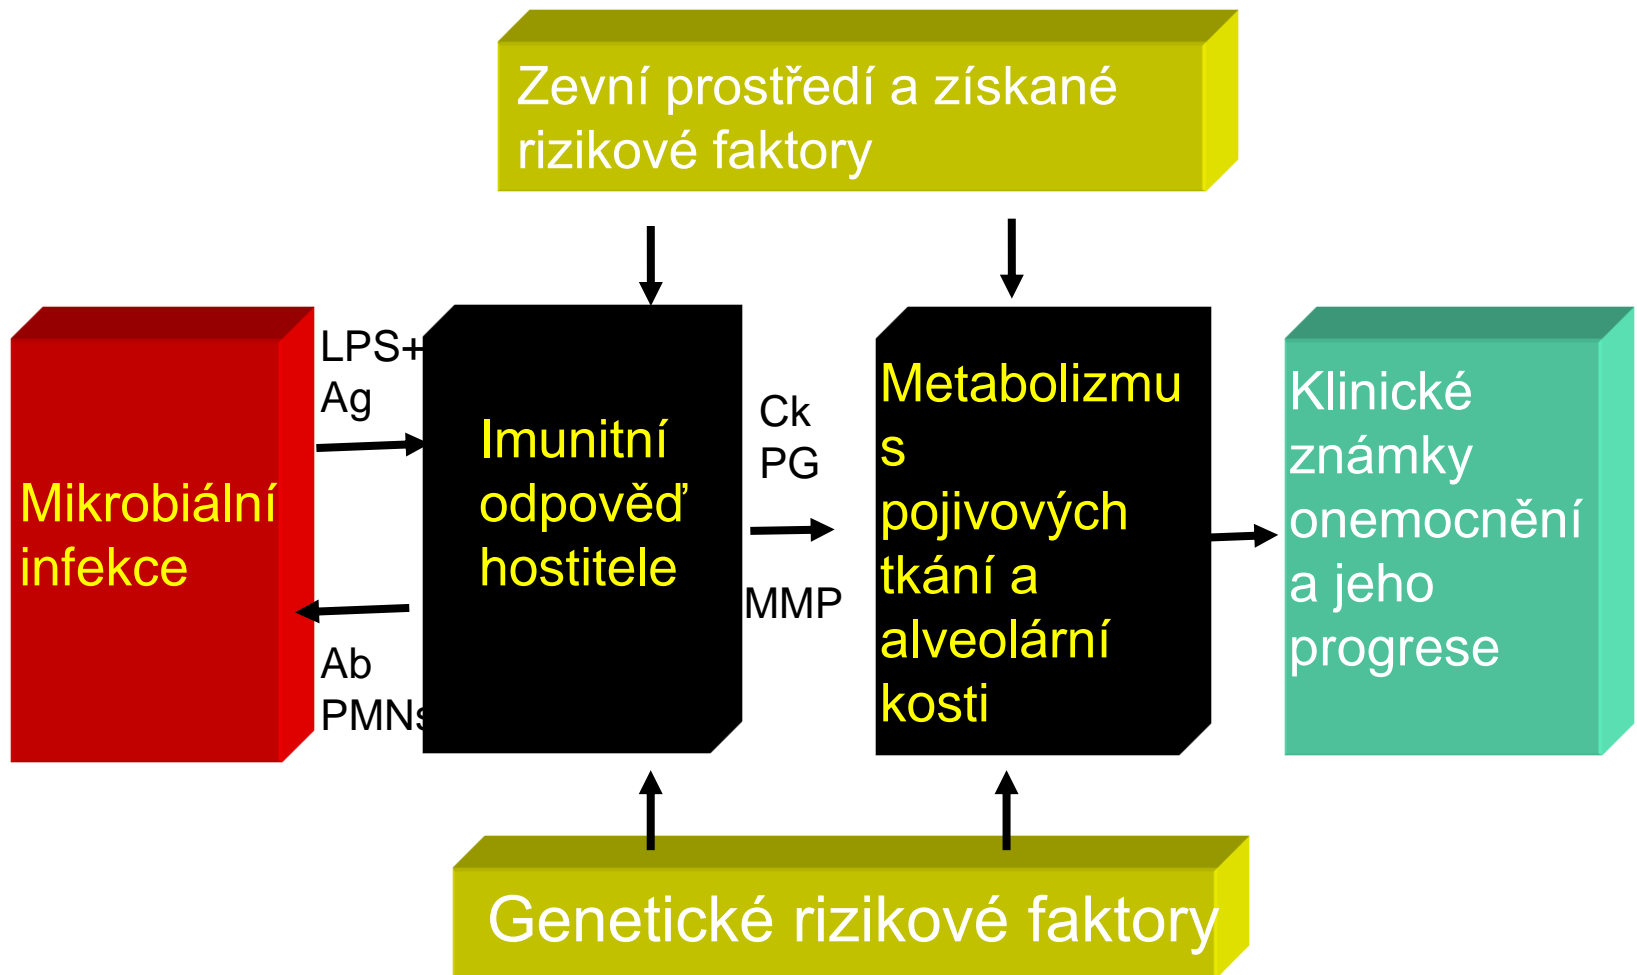 Zevní prostředí a získané
rizikové faktory
LPS+
Ag
Mikrobiální
infekce
Ab
PMNs
Imunitní
odpověď
hostitele
Ck
PG
MMP
Metabolizmu
s
pojivových
tkání a
alveolární
kosti
Klinické
známky
onemocnění
a jeho
progrese
Genetické rizikové faktory